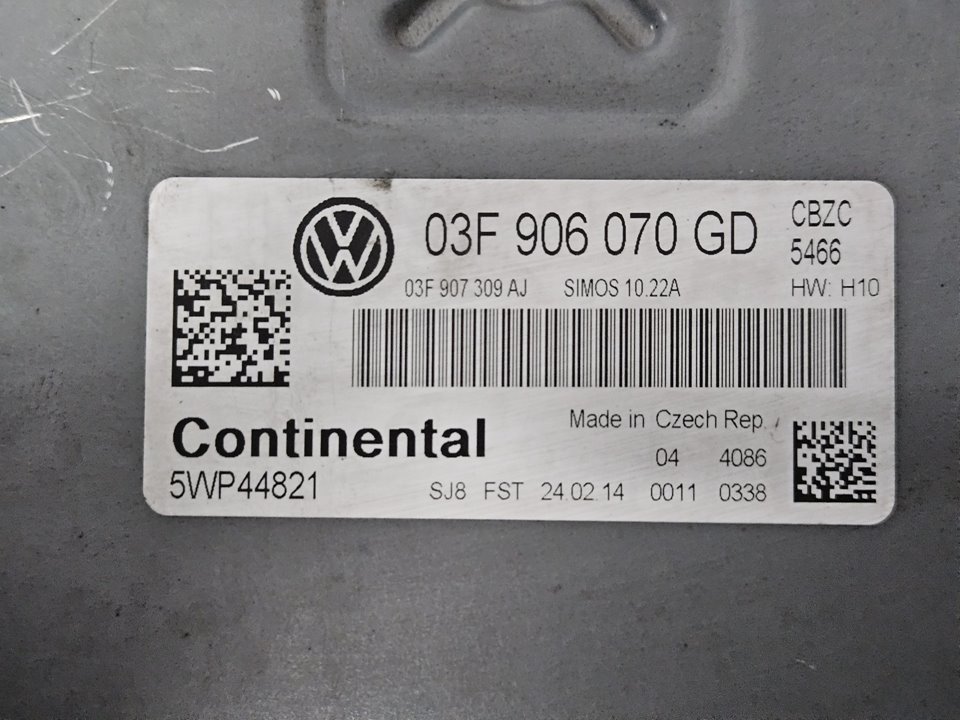 03F 906 070 GD
CBZC
5466
03F 907 309 AJ SIMOS 10.22A HW: H10
Continental
Made in Czech Rep
04 4086
5WP44821
SJ8 FST 24.02.14 0011 0338